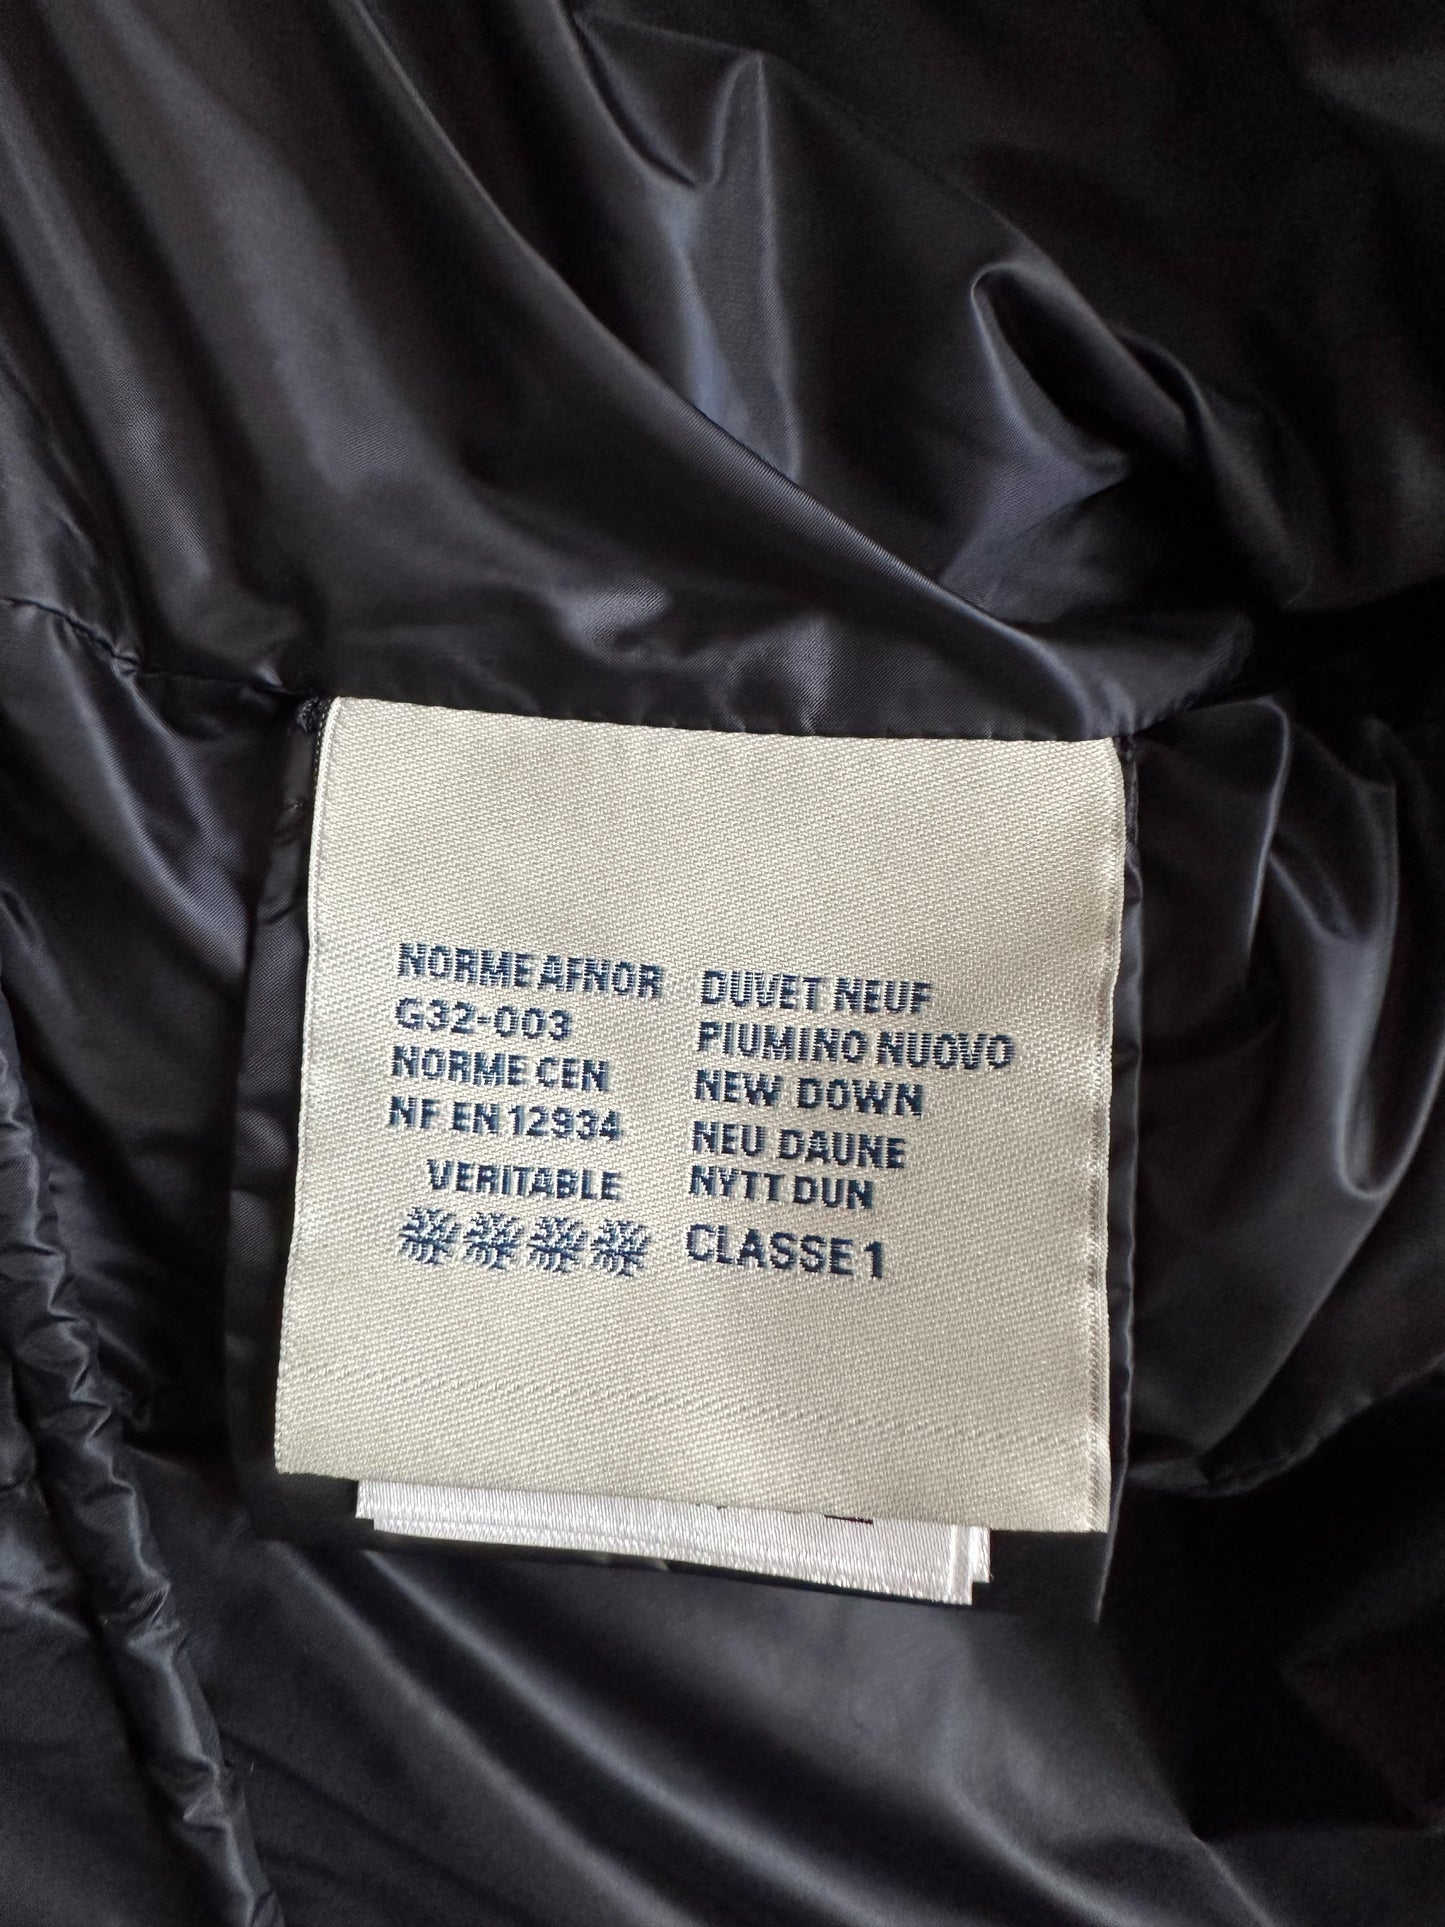 NORME AFNOR
G32-003
NORME CEN
NF EN 12934
VERITABLE
DUVET NEUF
PIUMINO NUOVO
NEW DOWN
NEU DAUNE
NYTT DUN
CLASSE 1